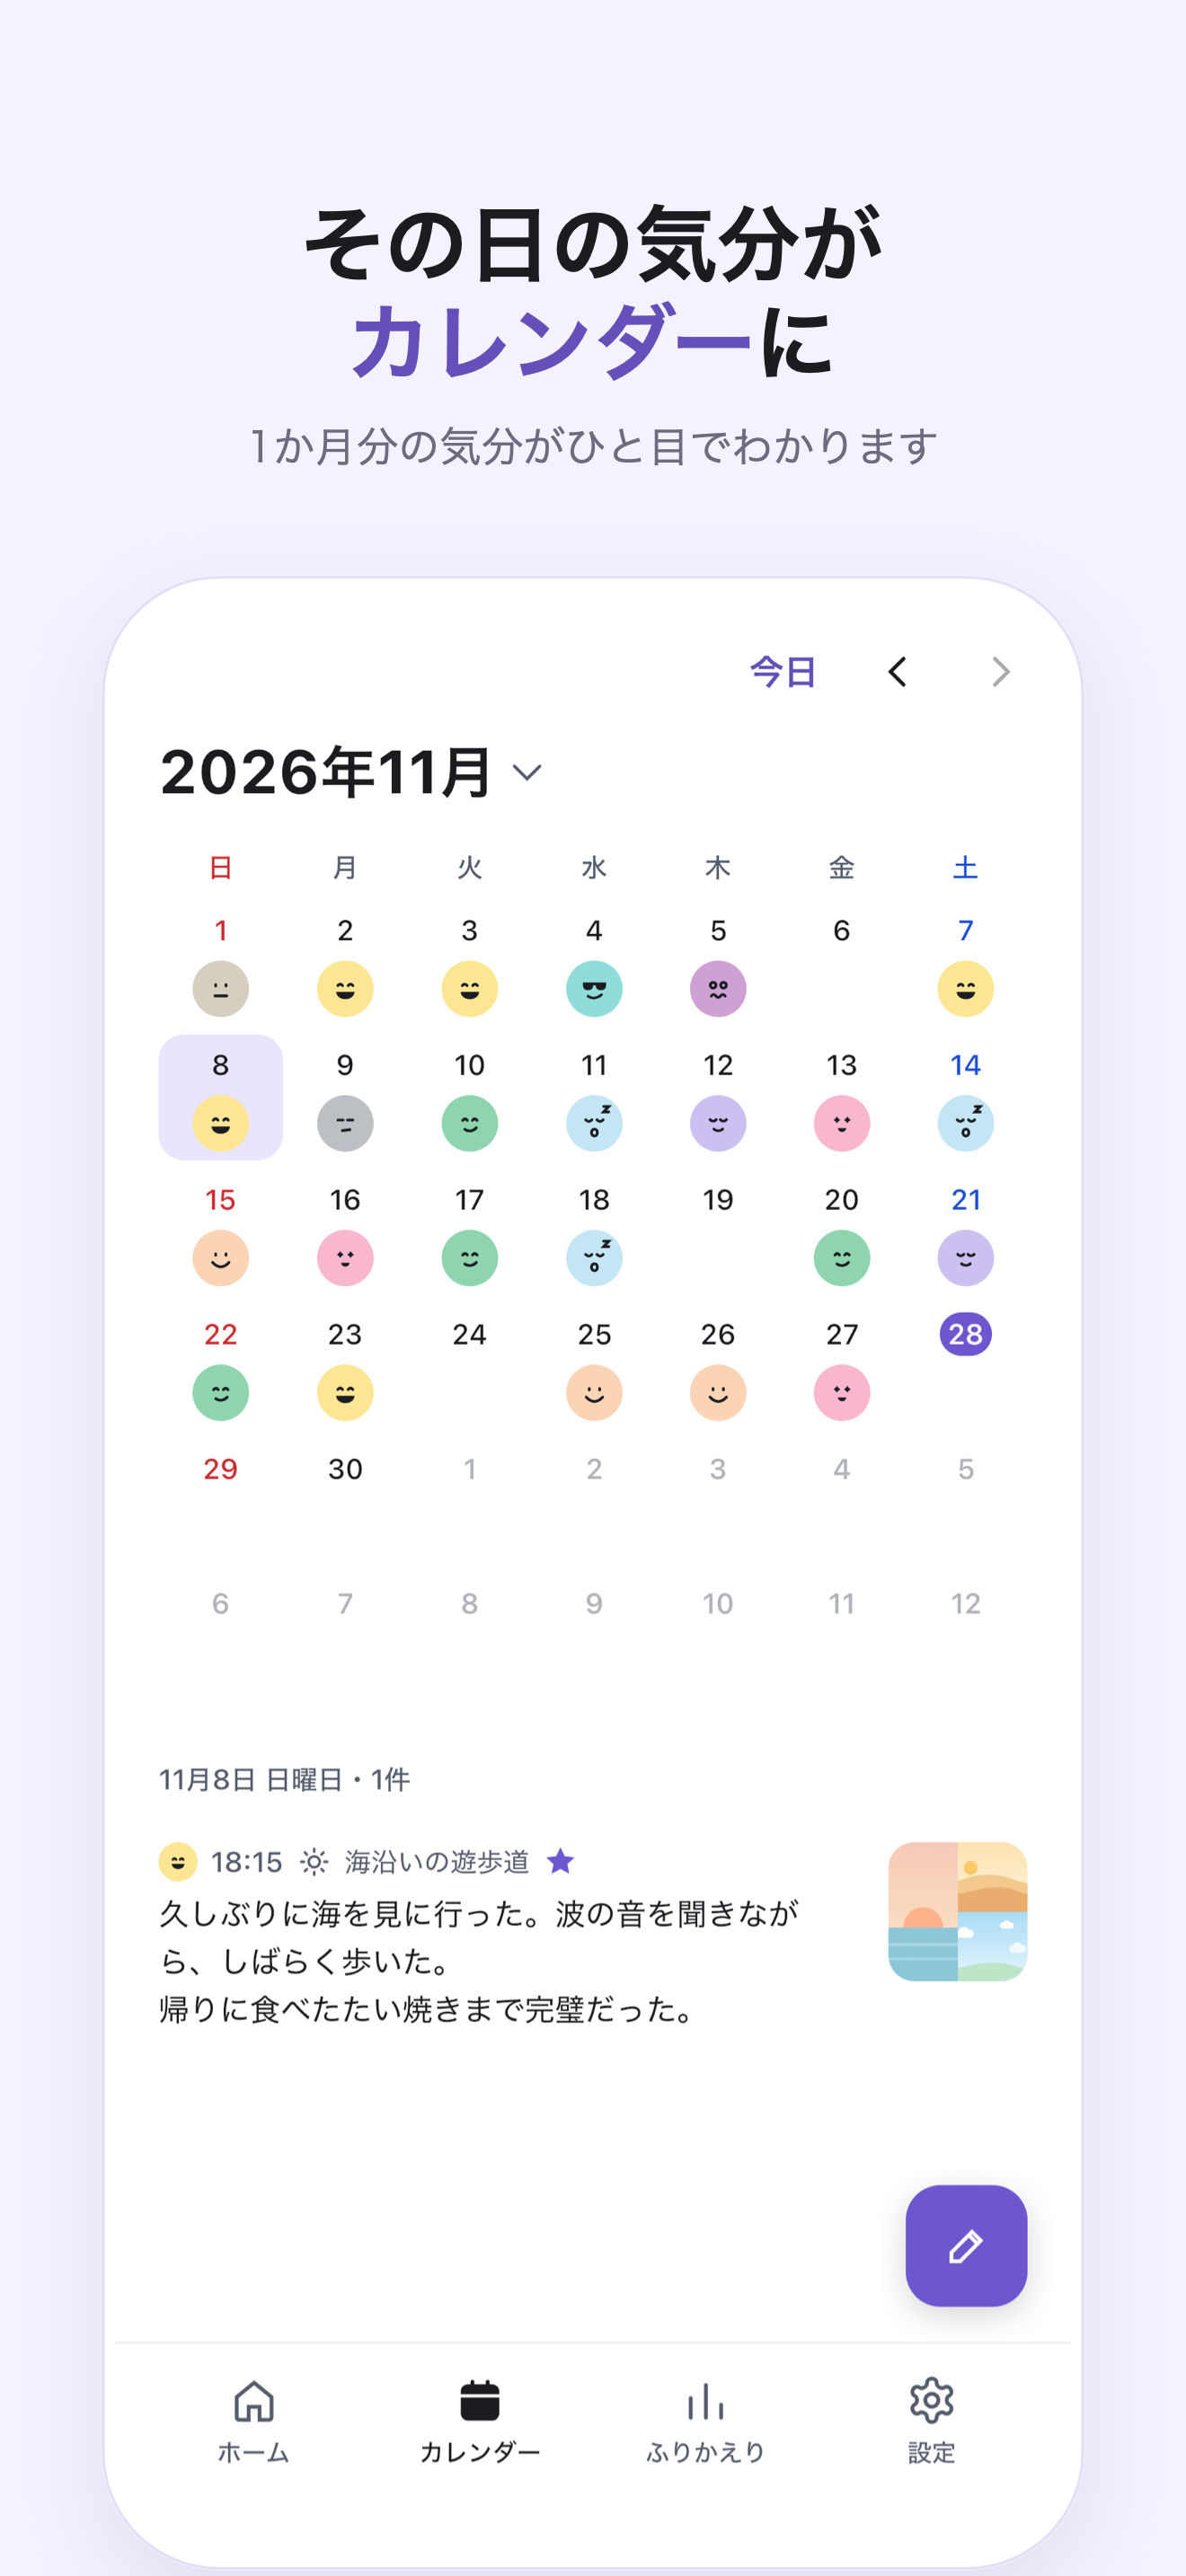 その日の気分が
カレンダーに
1か月分の気分がひと目でわかります
今日
2026年11月
日 月 火 水 木 金 土
1 2 3 4 5 6 7
8 9 10 11 12 13 14
15 16 17 18 19 20 21
22 23 24 25 26 27 28
29 30 1 2 3 4 5
6 7 8 9 10 11 12
11月8日 日曜日・1件
18:15 海沿いの遊歩道
久しぶりに海を見に行った。波の音を聞きなが
ら、しばらく歩いた。
帰りに食べたたい焼きまで完璧だった。
ホーム カレンダー ふりかえり 設定